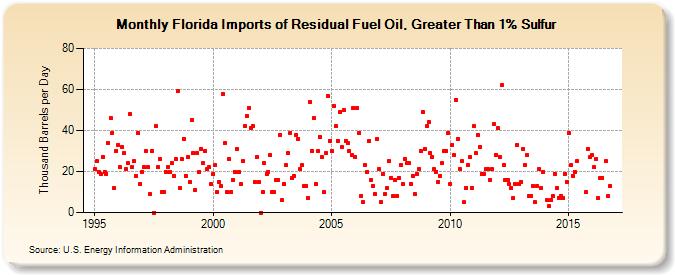 Monthly Florida Imports of Residual Fuel Oil, Greater Than 1% Sulfur
Thousand Barrels per Day
80
60
40
20
0
1995 2000 2005 2010 2015
Source: U.S. Energy Information Administration